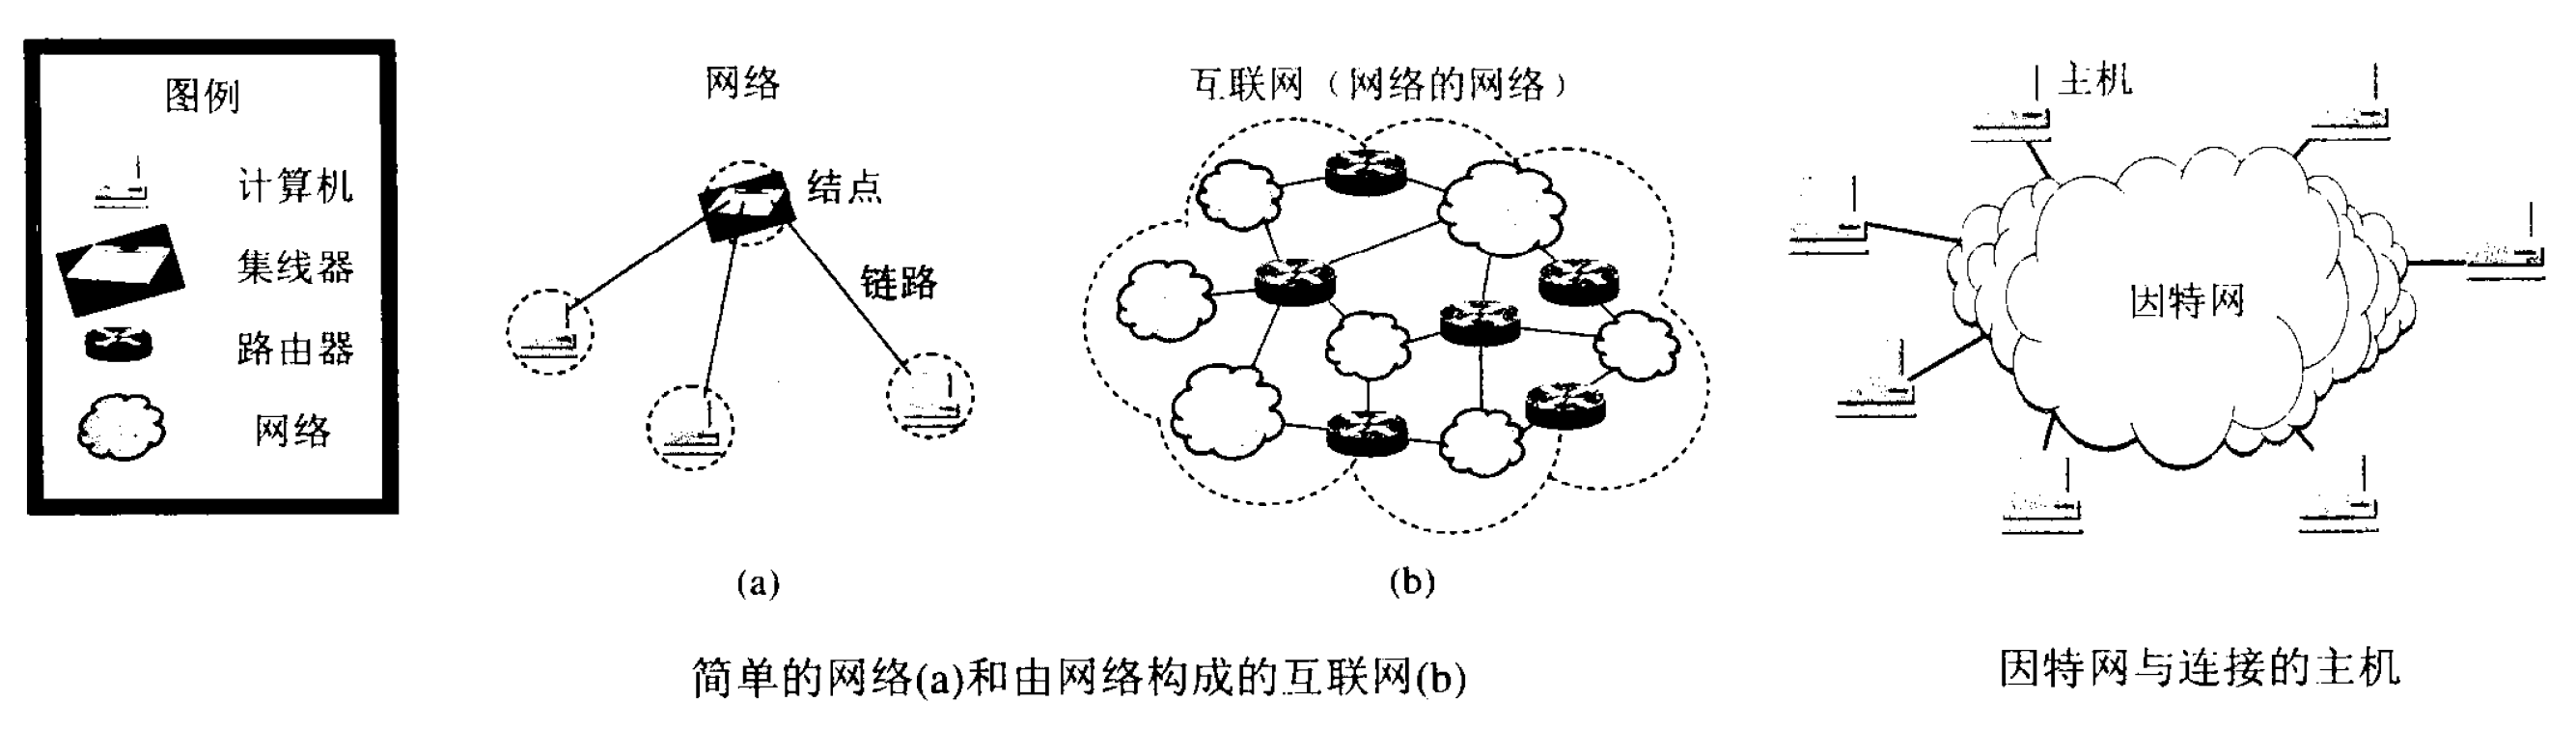 图例
计算机
集线器
路由器
网络
网络
结点
链路
(a)
互联网（网络的网络）
(b)
简单的网络(a)和由网络构成的互联网(b)
主机
因特网
因特网与连接的主机